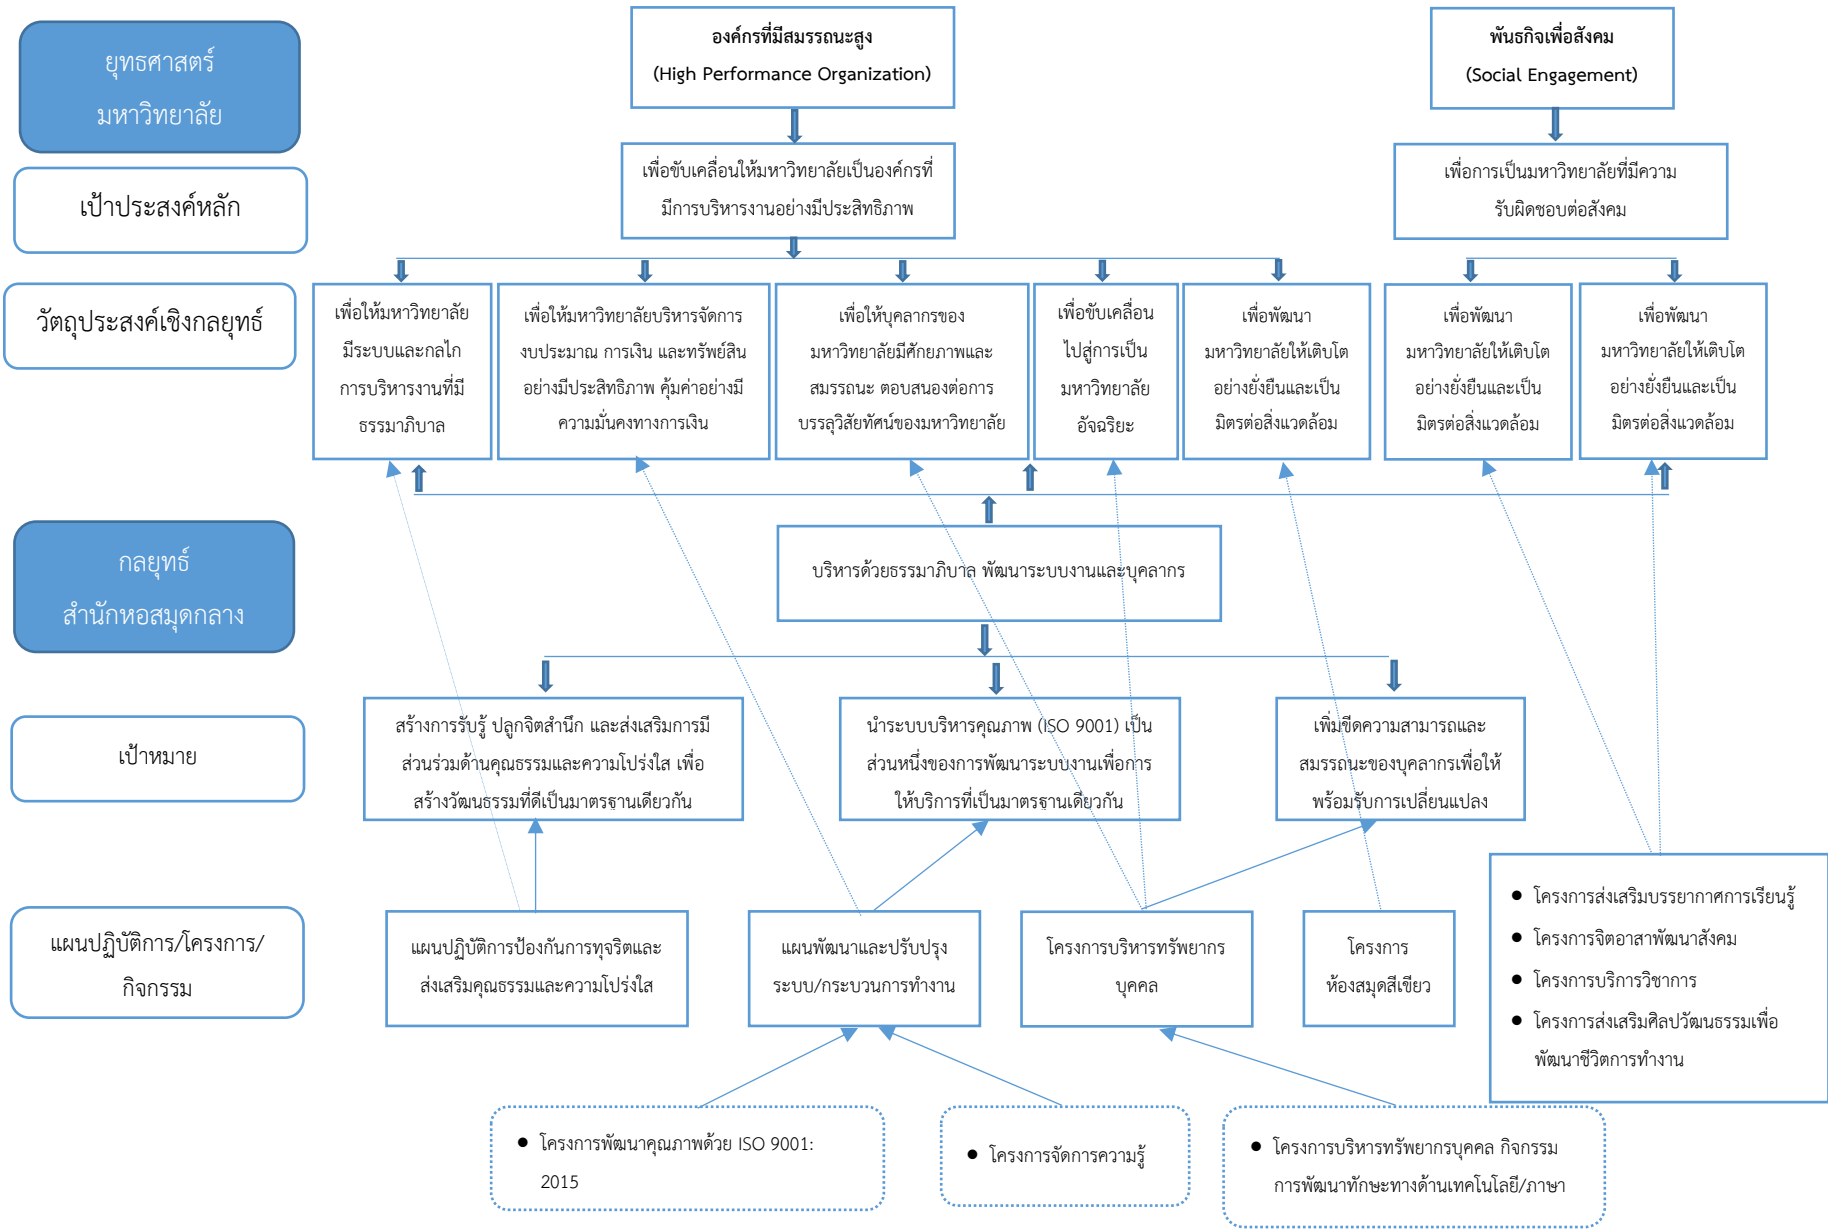 ยุทธศาสตร์
มหาวิทยาลัย
องค์กรที่มีสมรรถนะสูง
(High Performance Organization)
พันธกิจเพื่อสังคม
(Social Engagement)
เป้าประสงค์หลัก
เพื่อขับเคลื่อนให้มหาวิทยาลัยเป็นองค์กรที่
มีการบริหารงานอย่างมีประสิทธิภาพ
เพื่อการเป็นมหาวิทยาลัยที่มีความ
รับผิดชอบต่อสังคม
วัตถุประสงค์เชิงกลยุทธ์
เพื่อให้มหาวิทยาลัย
มีระบบและกลไก
การบริหารงานที่มี
ธรรมาภิบาล
เพื่อให้มหาวิทยาลัยบริหารจัดการ
งบประมาณ การเงิน และทรัพย์สิน
อย่างมีประสิทธิภาพ คุ้มค่าอย่างมี
ความมั่นคงทางการเงิน
เพื่อให้บุคลากรของ
มหาวิทยาลัยมีศักยภาพและ
สมรรถนะ ตอบสนองต่อการ
บรรลุวิสัยทัศน์ของมหาวิทยาลัย
เพื่อขับเคลื่อน
ไปสู่การเป็น
มหาวิทยาลัย
อัจฉริยะ
เพื่อพัฒนา
มหาวิทยาลัยให้เติบโต
อย่างยั่งยืนและเป็น
มิตรต่อสิ่งแวดล้อม
เพื่อพัฒนา
มหาวิทยาลัยให้เติบโต
อย่างยั่งยืนและเป็น
มิตรต่อสิ่งแวดล้อม
เพื่อพัฒนา
มหาวิทยาลัยให้เติบโต
อย่างยั่งยืนและเป็น
มิตรต่อสิ่งแวดล้อม
กลยุทธ์
สำนักหอสมุดกลาง
บริหารด้วยธรรมาภิบาล พัฒนาระบบงานและบุคลากร
เป้าหมาย
สร้างการรับรู้ ปลูกจิตสำนึก และส่งเสริมการมี
ส่วนร่วมด้านคุณธรรมและความโปร่งใส เพื่อ
สร้างวัฒนธรรมที่ดีเป็นมาตรฐานเดียวกัน
นำระบบบริหารคุณภาพ (ISO 9001) เป็น
ส่วนหนึ่งของการพัฒนาระบบงานเพื่อการ
ให้บริการที่เป็นมาตรฐานเดียวกัน
เพิ่มขีดความสามารถและ
สมรรถนะของบุคลากรเพื่อให้
พร้อมรับการเปลี่ยนแปลง
แผนปฏิบัติการ/โครงการ/
กิจกรรม
แผนปฏิบัติการป้องกันการทุจริตและ
ส่งเสริมคุณธรรมและความโปร่งใส
แผนพัฒนาและปรับปรุง
ระบบ/กระบวนการทำงาน
โครงการบริหารทรัพยากร
บุคคล
โครงการ
ห้องสมุดสีเขียว
● โครงการส่งเสริมบรรยากาศการเรียนรู้
● โครงการจิตอาสาพัฒนาสังคม
● โครงการบริการวิชาการ
● โครงการส่งเสริมศิลปวัฒนธรรมเพื่อ
พัฒนาชีวิตการทำงาน
● โครงการพัฒนาคุณภาพด้วย ISO 9001:
2015
● โครงการจัดการความรู้
● โครงการบริหารทรัพยากรบุคคล กิจกรรม
การพัฒนาทักษะทางด้านเทคโนโลยี/ภาษา